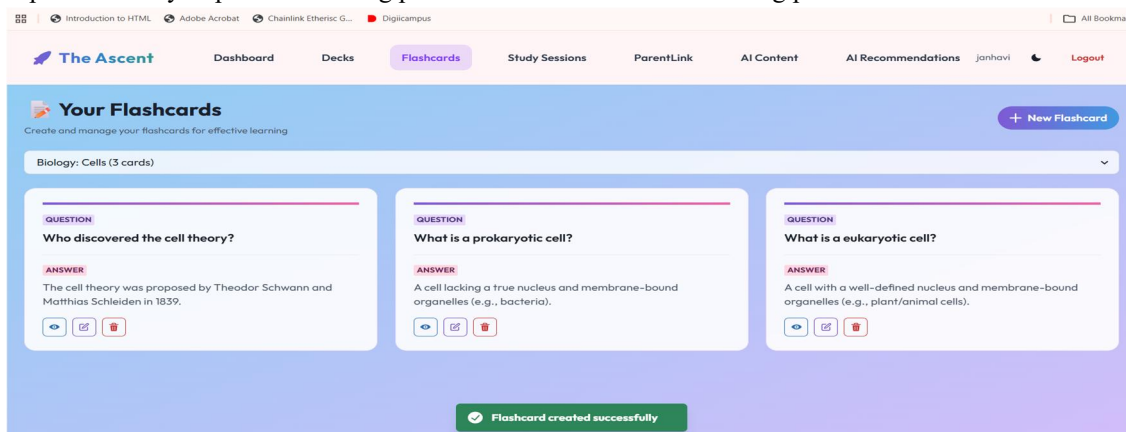 Introduction to HTML Adobe Acrobat Chainlink Etherisc G... Digiicampus All Bookma
The Ascent Dashboard Decks Flashcards Study Sessions ParentLink AI Content AI Recommendations janhavi Logout
Your Flashcards
Create and manage your flashcards for effective learning
+ New Flashcard
Biology: Cells (3 cards)
QUESTION
Who discovered the cell theory?
ANSWER
The cell theory was proposed by Theodor Schwann and
Matthias Schleiden in 1839.
QUESTION
What is a prokaryotic cell?
ANSWER
A cell lacking a true nucleus and membrane-bound
organelles (e.g., bacteria).
QUESTION
What is a eukaryotic cell?
ANSWER
A cell with a well-defined nucleus and membrane-bound
organelles (e.g., plant/animal cells).
Flashcard created successfully